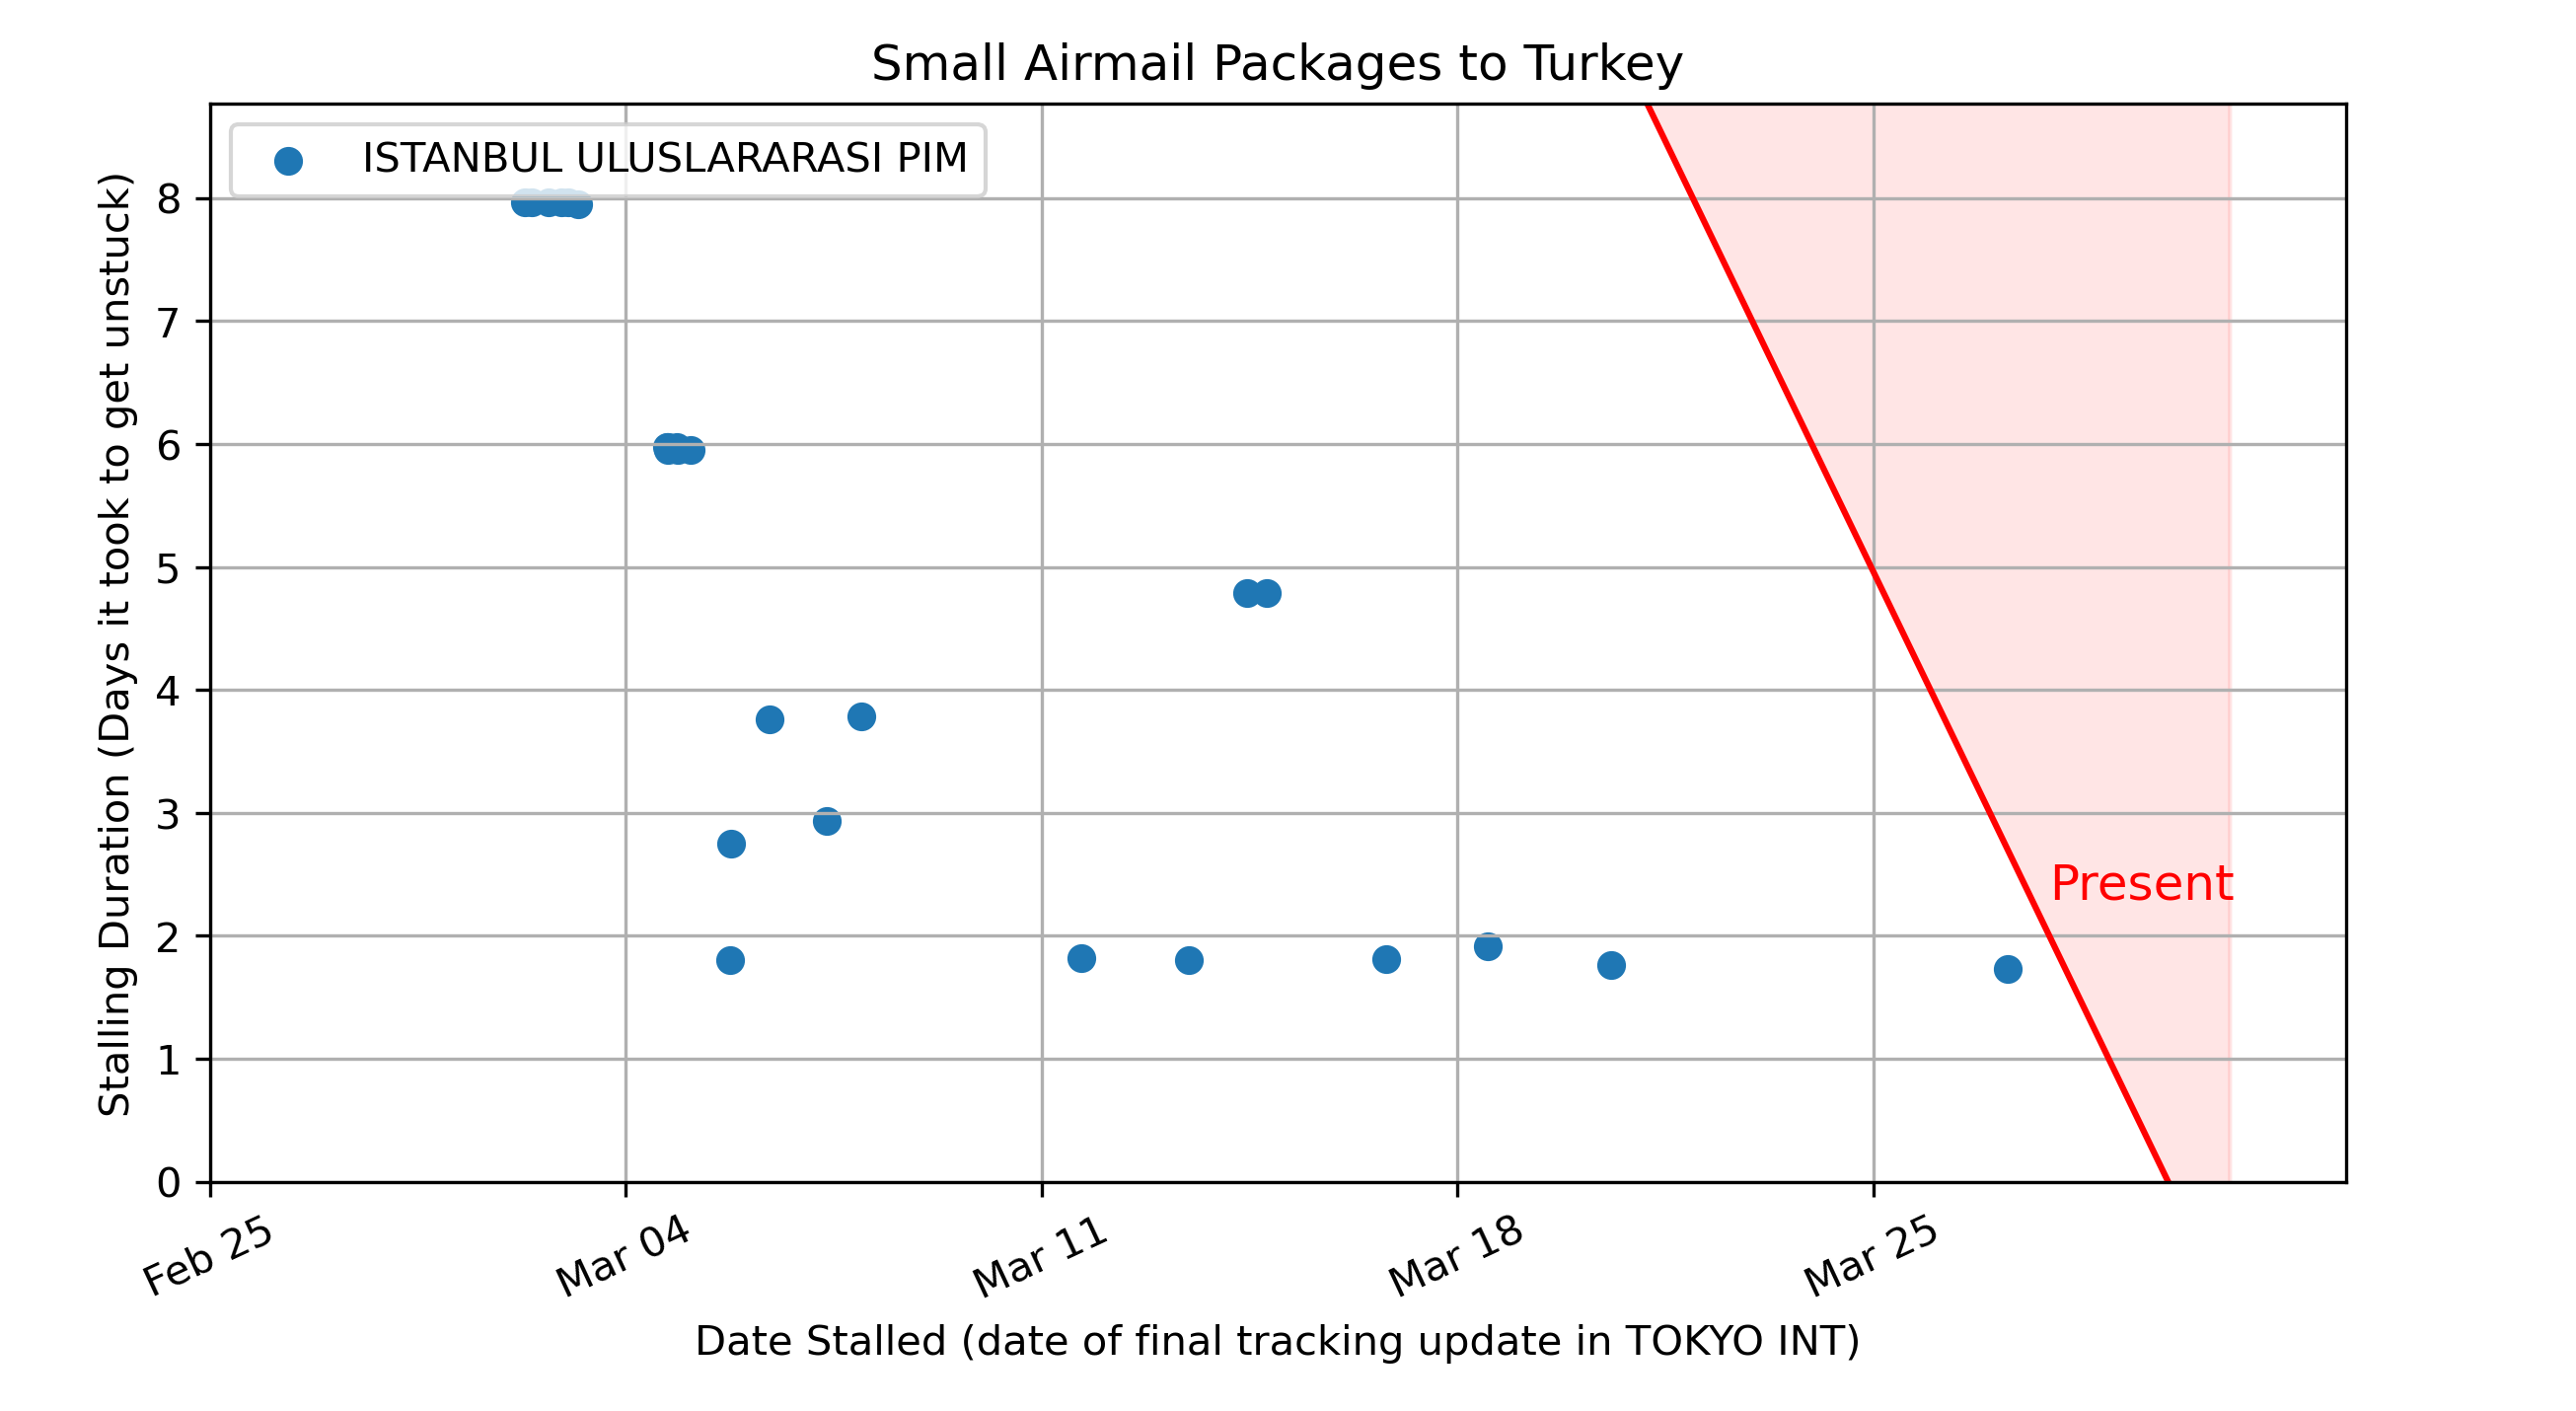 Small Airmail Packages to Turkey
ISTANBUL ULUSLARARASI PIM
Stalling Duration (Days it took to get unstuck)
8
7
6
5
4
3
2
1
0
Present
Feb 25
Mar 04
Mar 11
Mar 18
Mar 25
Date Stalled (date of final tracking update in TOKYO INT)